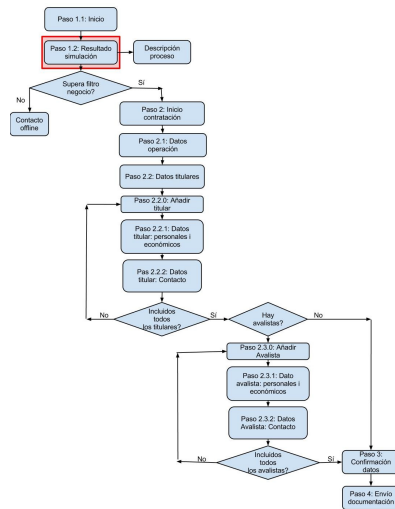 Paso 1.1: Inicio
Paso 1.2: Resultado
simulación
Descripción
proceso
Supera filtro
negocio?
No
Sí
Contacto
offline
Paso 2: Inicio
contratación
Paso 2.1: Datos
operación
Paso 2.2: Datos titulares
Paso 2.2.0: Añadir
titular
Paso 2.2.1: Datos
titular: personales i
económicos
Pas 2.2.2: Datos
titular: Contacto
Incluidos
todos
los titulares?
No
Sí
Hay
avalistas?
No
Paso 2.3.0: Añadir
Avalista
Paso 2.3.1: Dato
avalista: personales i
económicos
Paso 2.3.2: Datos
Avalista: Contacto
Incluidos
todos
los avalistas?
No
Sí
Paso 3:
Confirmación
datos
Paso 4: Envío
documentación